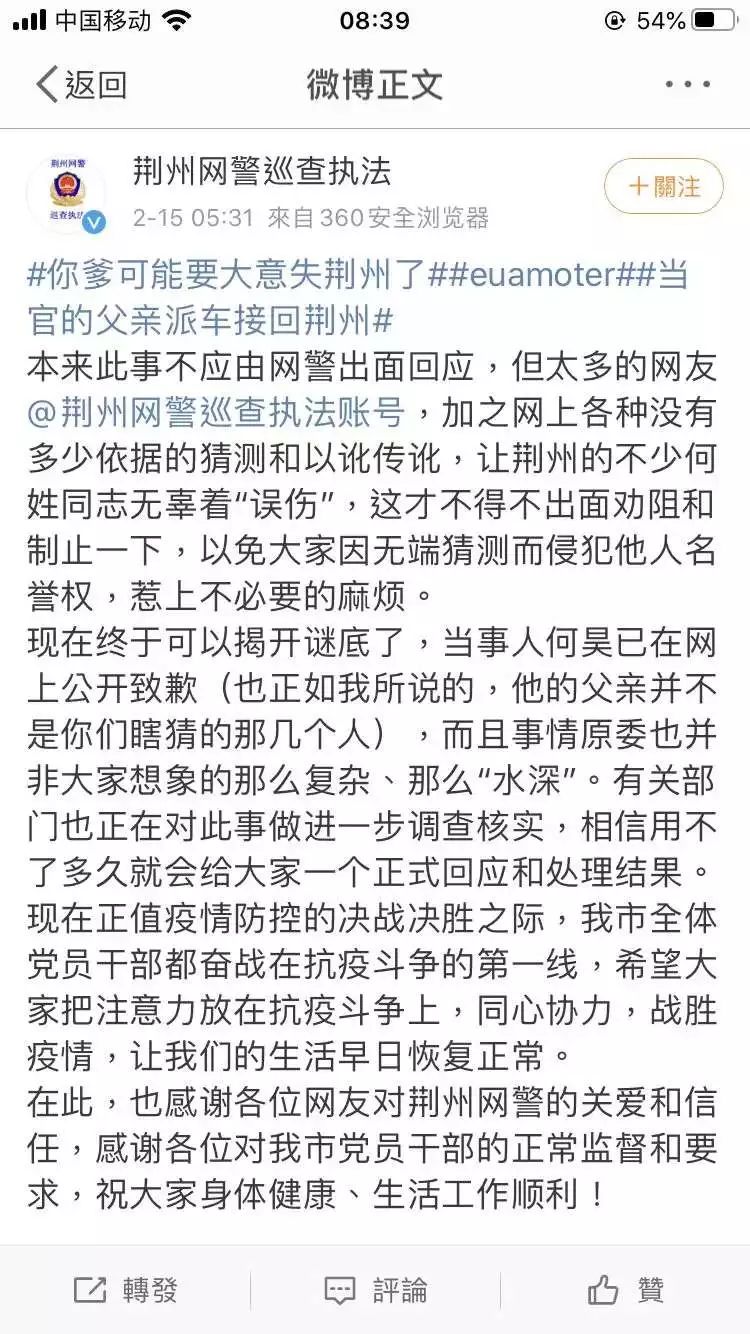 中国移动
08:39
54%
返回
微博正文
荆州网警
巡查执法
荆州网警巡查执法
+關注
2-15 05:31 來自360安全浏览器
#你爹可能要大意失荆州了##euamoter##当
官的父亲派车接回荆州#
本来此事不应由网警出面回应，但太多的网友
@荆州网警巡查执法账号，加之网上各种没有
多少依据的猜测和以讹传讹，让荆州的不少何
姓同志无辜着“误伤”，这才不得不出面劝阻和
制止一下，以免大家因无端猜测而侵犯他人名
誉权，惹上不必要的麻烦。
现在终于可以揭开谜底了，当事人何昊已在网
上公开致歉（也正如我所说的，他的父亲并不
是你们瞎猜的那几个人），而且事情原委也并
非大家想象的那么复杂、那么“水深”。有关部
门也正在对此事做进一步调查核实，相信用不
了多久就会给大家一个正式回应和处理结果。
现在正值疫情防控的决战决胜之际，我市全体
党员干部都奋战在抗疫斗争的第一线，希望大
家把注意力放在抗疫斗争上，同心协力，战胜
疫情，让我们的生活早日恢复正常。
在此，也感谢各位网友对荆州网警的关爱和信
任，感谢各位对我市党员干部的正常监督和要
求，祝大家身体健康、生活工作顺利！
轉發
評論
贊